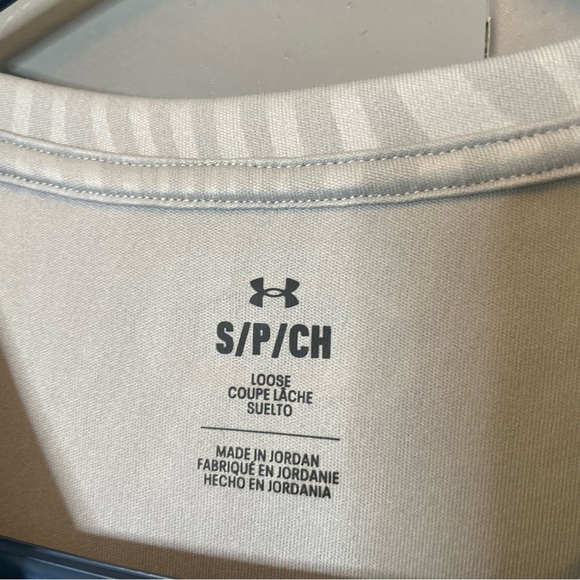 S/P/CH
LOOSE
COUPE LÂCHE
SUELTO
MADE IN JORDAN
FABRIQUÉ EN JORDANIE
HECHO EN JORDANIA